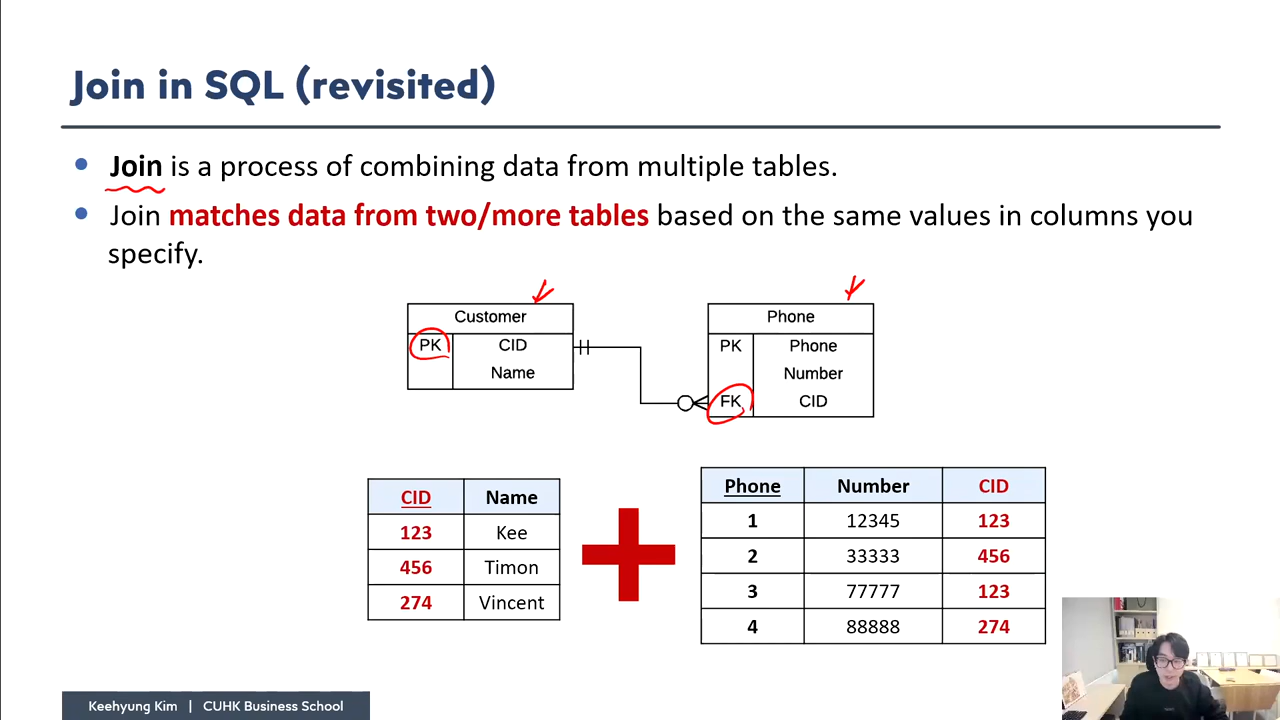 Join in SQL (revisited)
Join is a process of combining data from multiple tables.
Join matches data from two/more tables based on the same values in columns you
specify.
Customer
PK CID
Name
Phone
PK Phone
Number
FK CID
CID Name
123 Kee
456 Timon
274 Vincent
Phone Number CID
1 12345 123
2 33333 456
3 77777 123
4 88888 274
Keehyung Kim | CUHK Business School